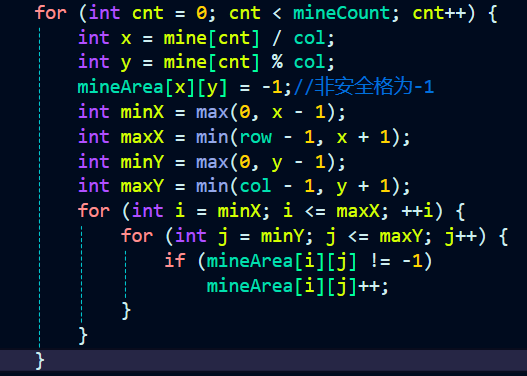 for (int cnt = 0; cnt < mineCount; cnt++) {
int x = mine[cnt] / col;
int y = mine[cnt] % col;
mineArea[x][y] = -1;//非安全格为-1
int minX = max(0, x - 1);
int maxX = min(row - 1, x + 1);
int minY = max(0, y - 1);
int maxY = min(col - 1, y + 1);
for (int i = minX; i <= maxX; ++i) {
for (int j = minY; j <= maxY; j++) {
if (mineArea[i][j] != -1)
mineArea[i][j]++;
}
}
}